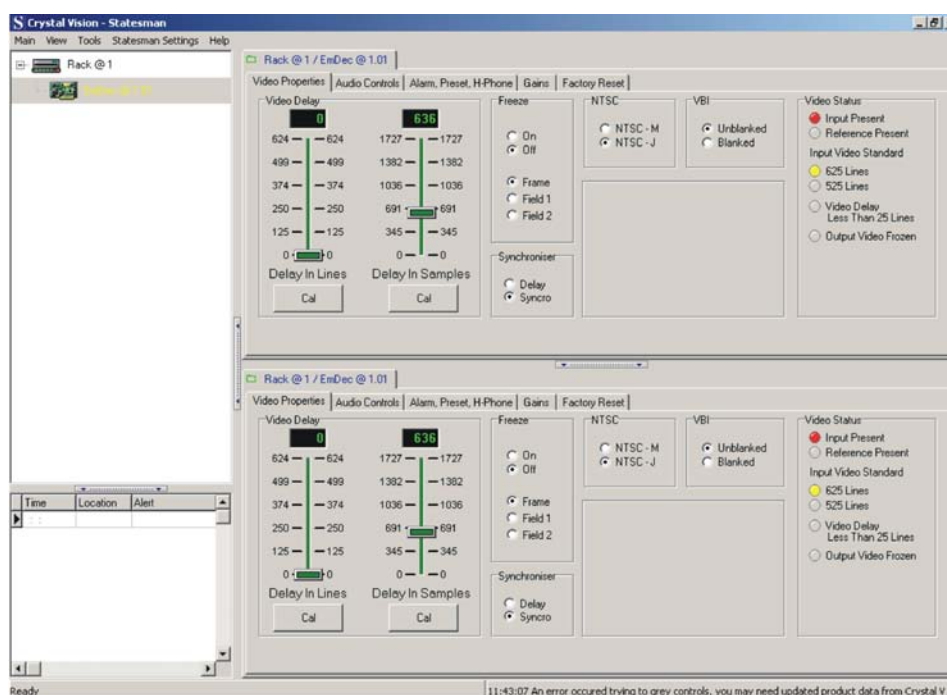 S Crystal Vision - Statesman
Main View Tools Statesman Settings Help
Rack @ 1
Rack @ 1 / EmDec @ 1.01
Video Properties Audio Controls Alarm, Preset, H-Phone Gains Factory Reset
Video Delay
0 636
624 624 1727 1727
499 499 1382 1382
374 374 1036 1036
250 250 691 691
125 125 345 345
0 0 0 0
Delay In Lines Delay In Samples
Cal Cal
Freeze
On
Off
Frame
Field 1
Field 2
Synchroniser
Delay
Syncro
NTSC
NTSC - M
NTSC - J
VBI
Unblanked
Blanked
Video Status
Input Present
Reference Present
Input Video Standard
625 Lines
525 Lines
Video Delay
Less Than 25 Lines
Output Video Frozen
Rack @ 1 / EmDec @ 1.01
Video Properties Audio Controls Alarm, Preset, H-Phone Gains Factory Reset
Video Delay
0 636
624 624 1727 1727
499 499 1382 1382
374 374 1036 1036
250 250 691 691
125 125 345 345
0 0 0 0
Delay In Lines Delay In Samples
Cal Cal
Freeze
On
Off
Frame
Field 1
Field 2
Synchroniser
Delay
Syncro
NTSC
NTSC - M
NTSC - J
VBI
Unblanked
Blanked
Video Status
Input Present
Reference Present
Input Video Standard
625 Lines
525 Lines
Video Delay
Less Than 25 Lines
Output Video Frozen
Time Location Alert
: :
Ready
11:43:07 An error occured trying to grey controls, you may need updated product data from Crystal V